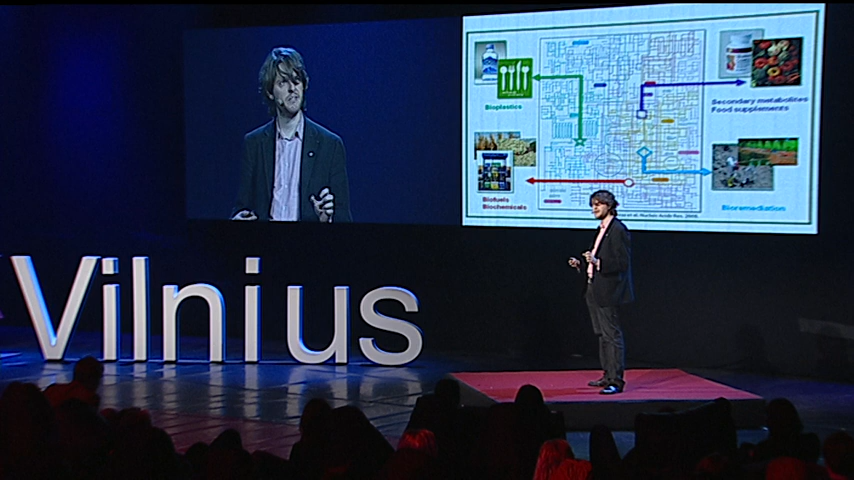 Bioplastics
Secondary metabolites
Food supplements
Biofuels
Biochemicals
Bioremediation
Vilnius